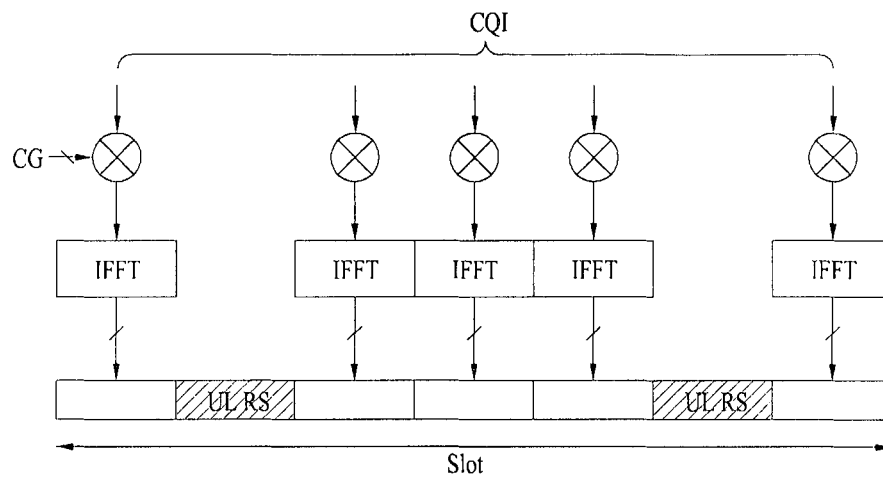 CQI
CG
IFFT IFFT IFFT IFFT IFFT
UL RS UL RS
Slot